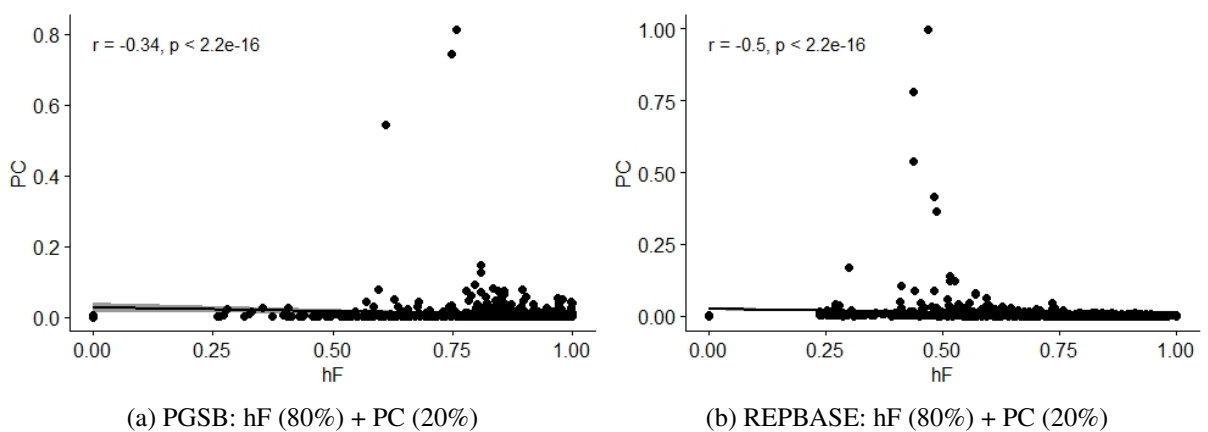 r = -0.34, p < 2.2e-16
PC
0.8
0.6
0.4
0.2
0.0
0.00 0.25 0.50 0.75 1.00
hF
(a) PGSB: hF (80%) + PC (20%)
r = -0.5, p < 2.2e-16
PC
1.00
0.75
0.50
0.25
0.00
0.00 0.25 0.50 0.75 1.00
hF
(b) REPBASE: hF (80%) + PC (20%)